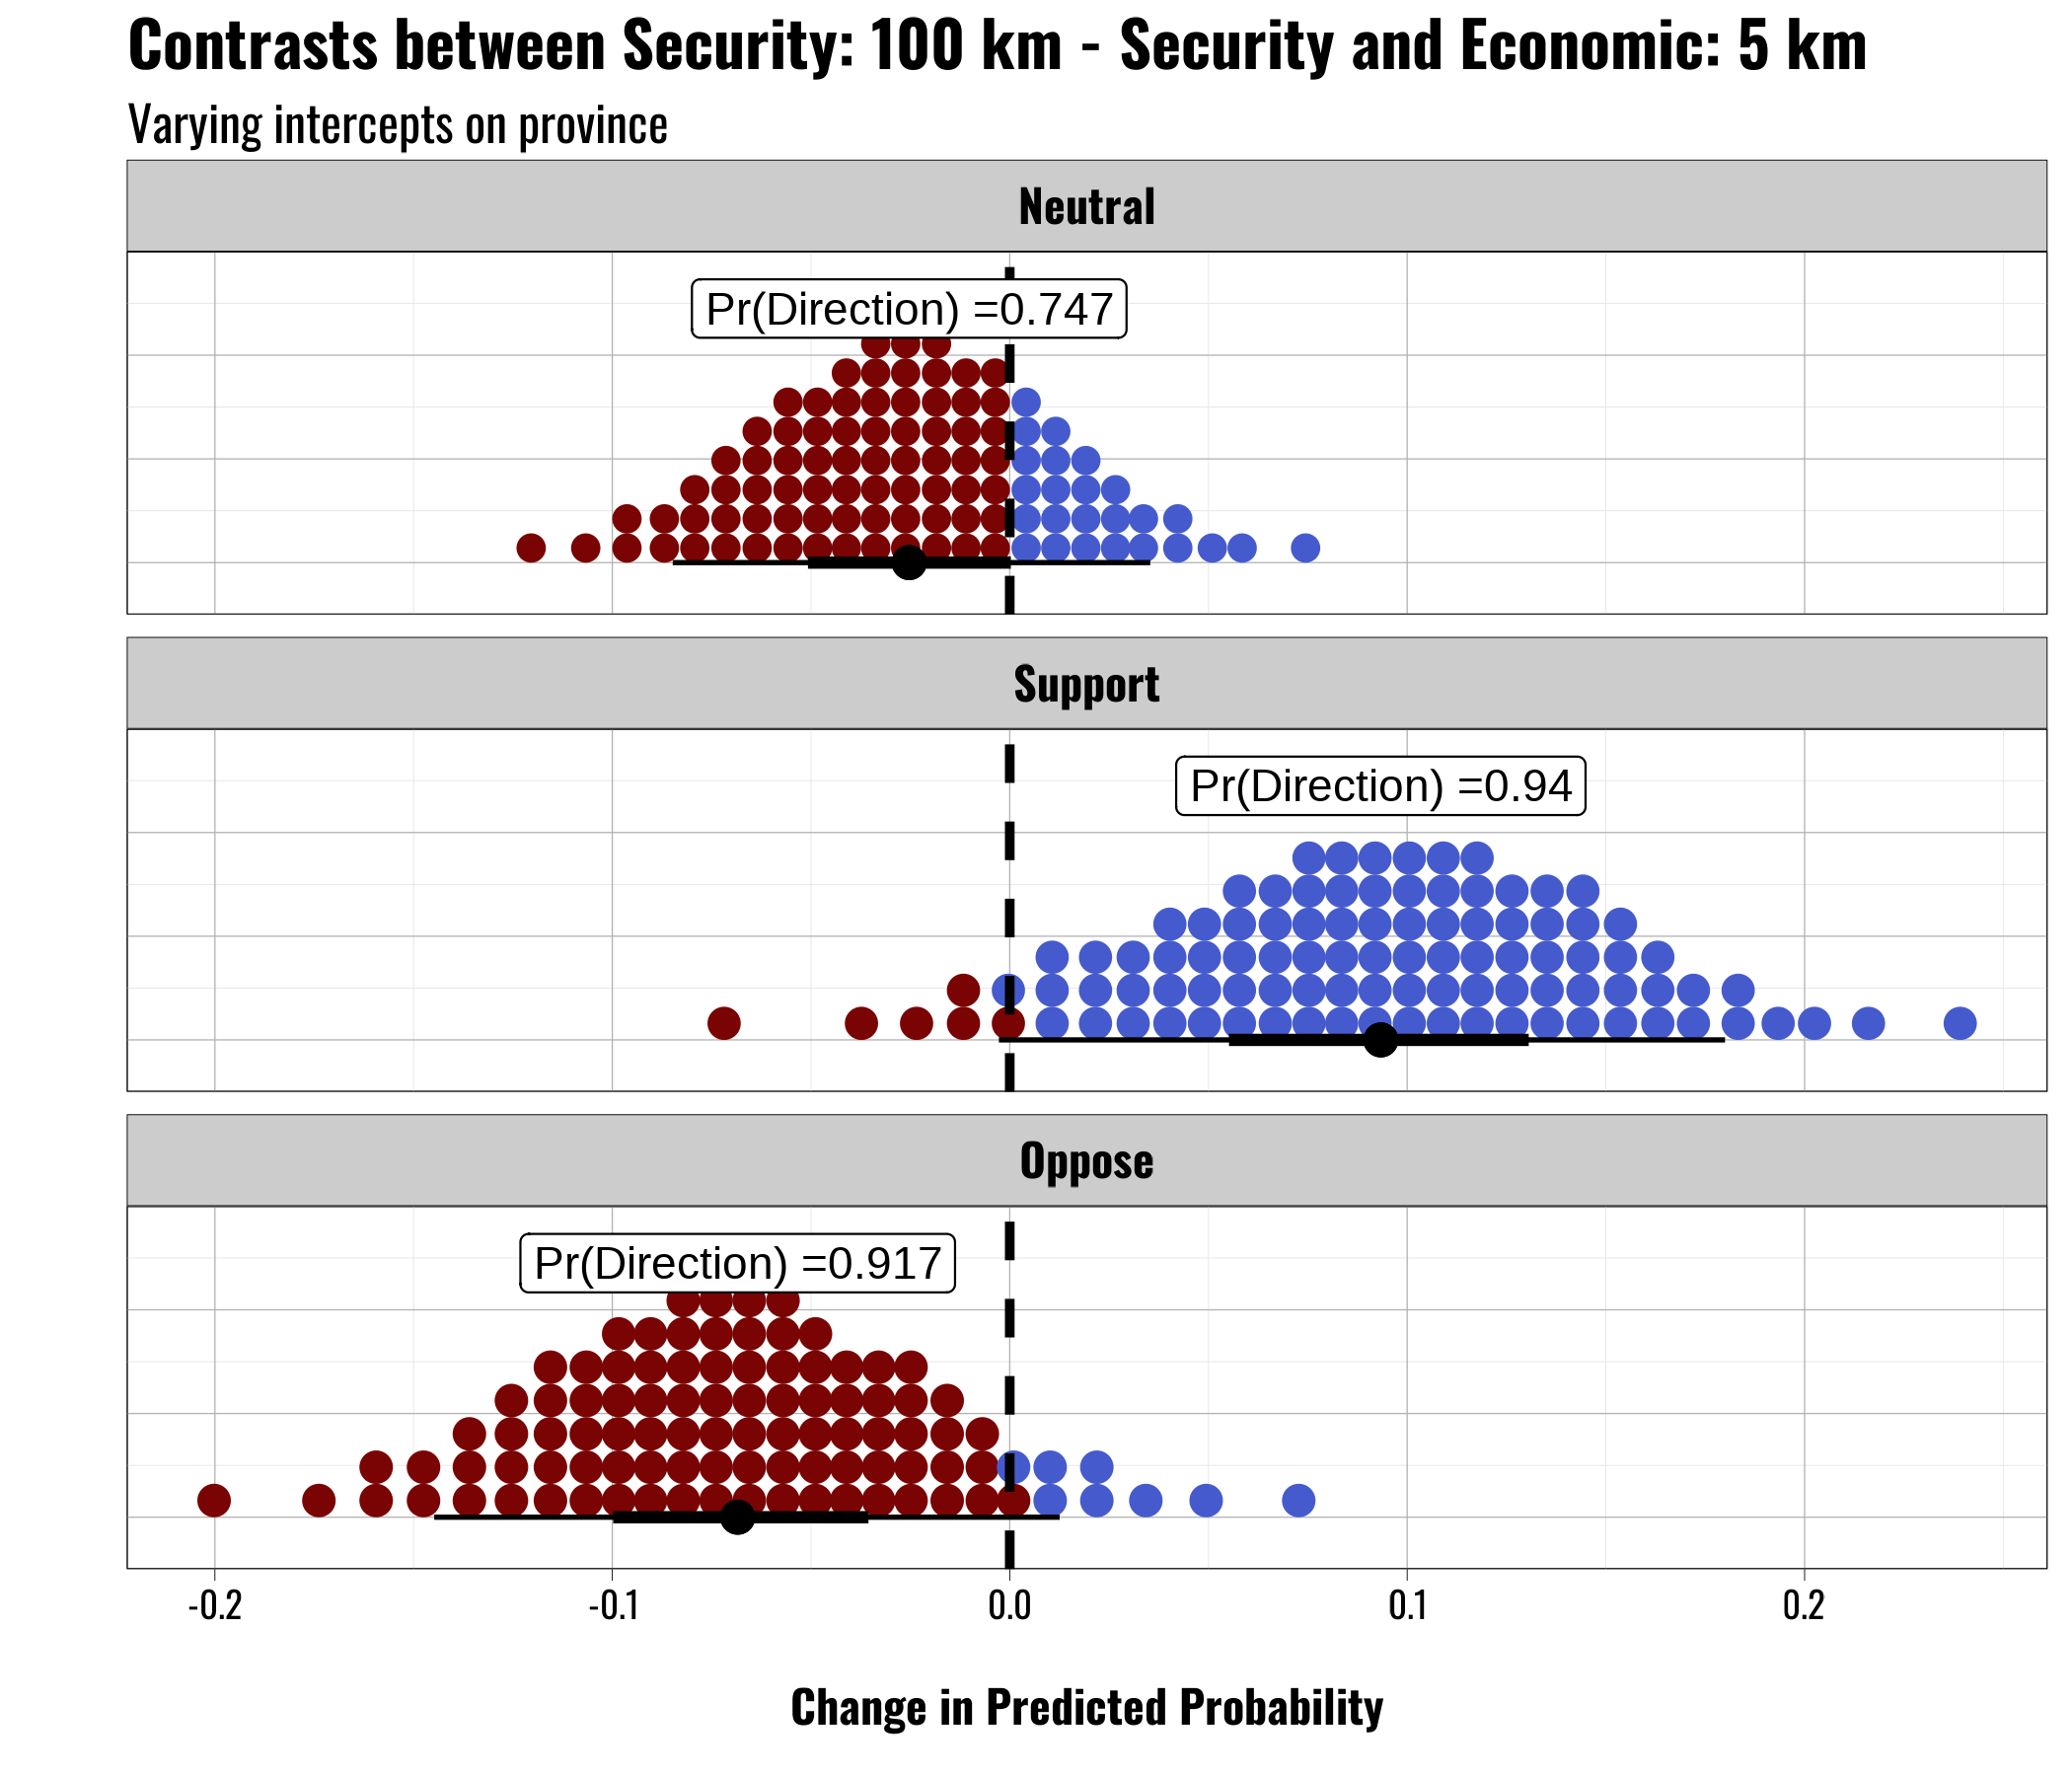 Contrasts between Security: 100 km - Security and Economic: 5 km
Varying intercepts on province
Neutral
Pr(Direction) =0.747
Support
Pr(Direction) =0.94
Oppose
Pr(Direction) =0.917
-0.2 -0.1 0.0 0.1 0.2
Change in Predicted Probability